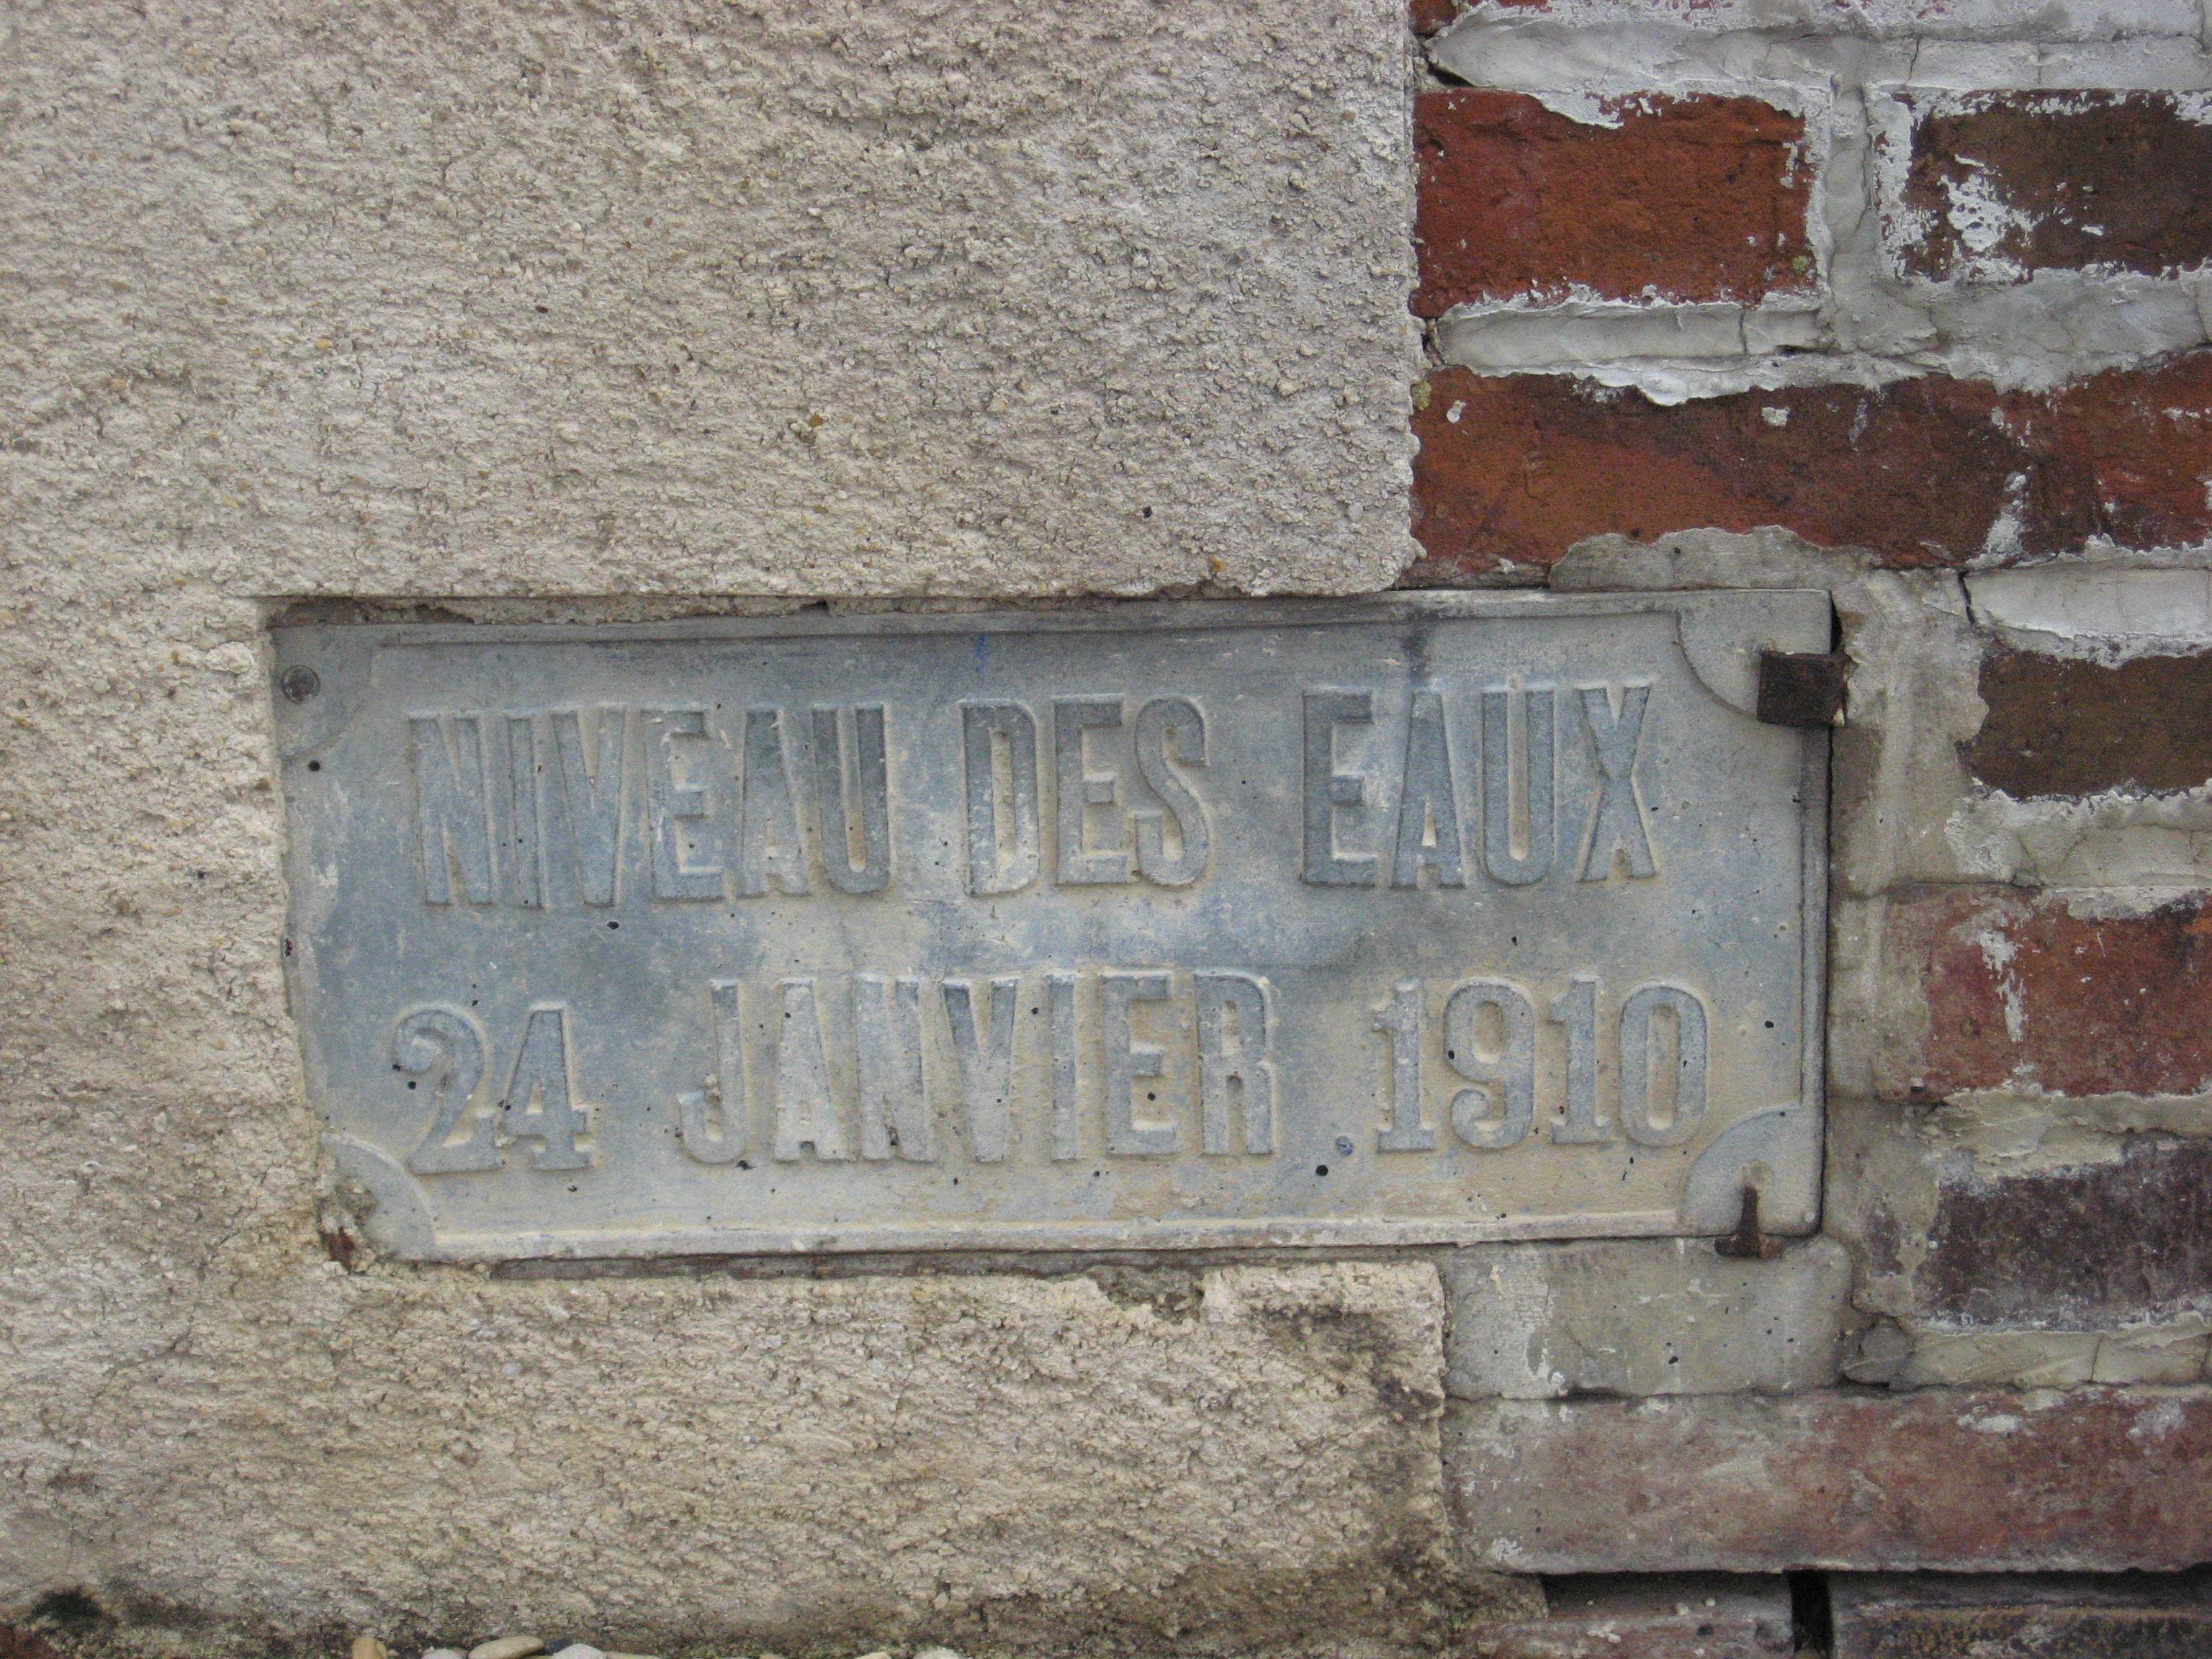 NIVEAU DES EAUX
24 JANVIER 1910